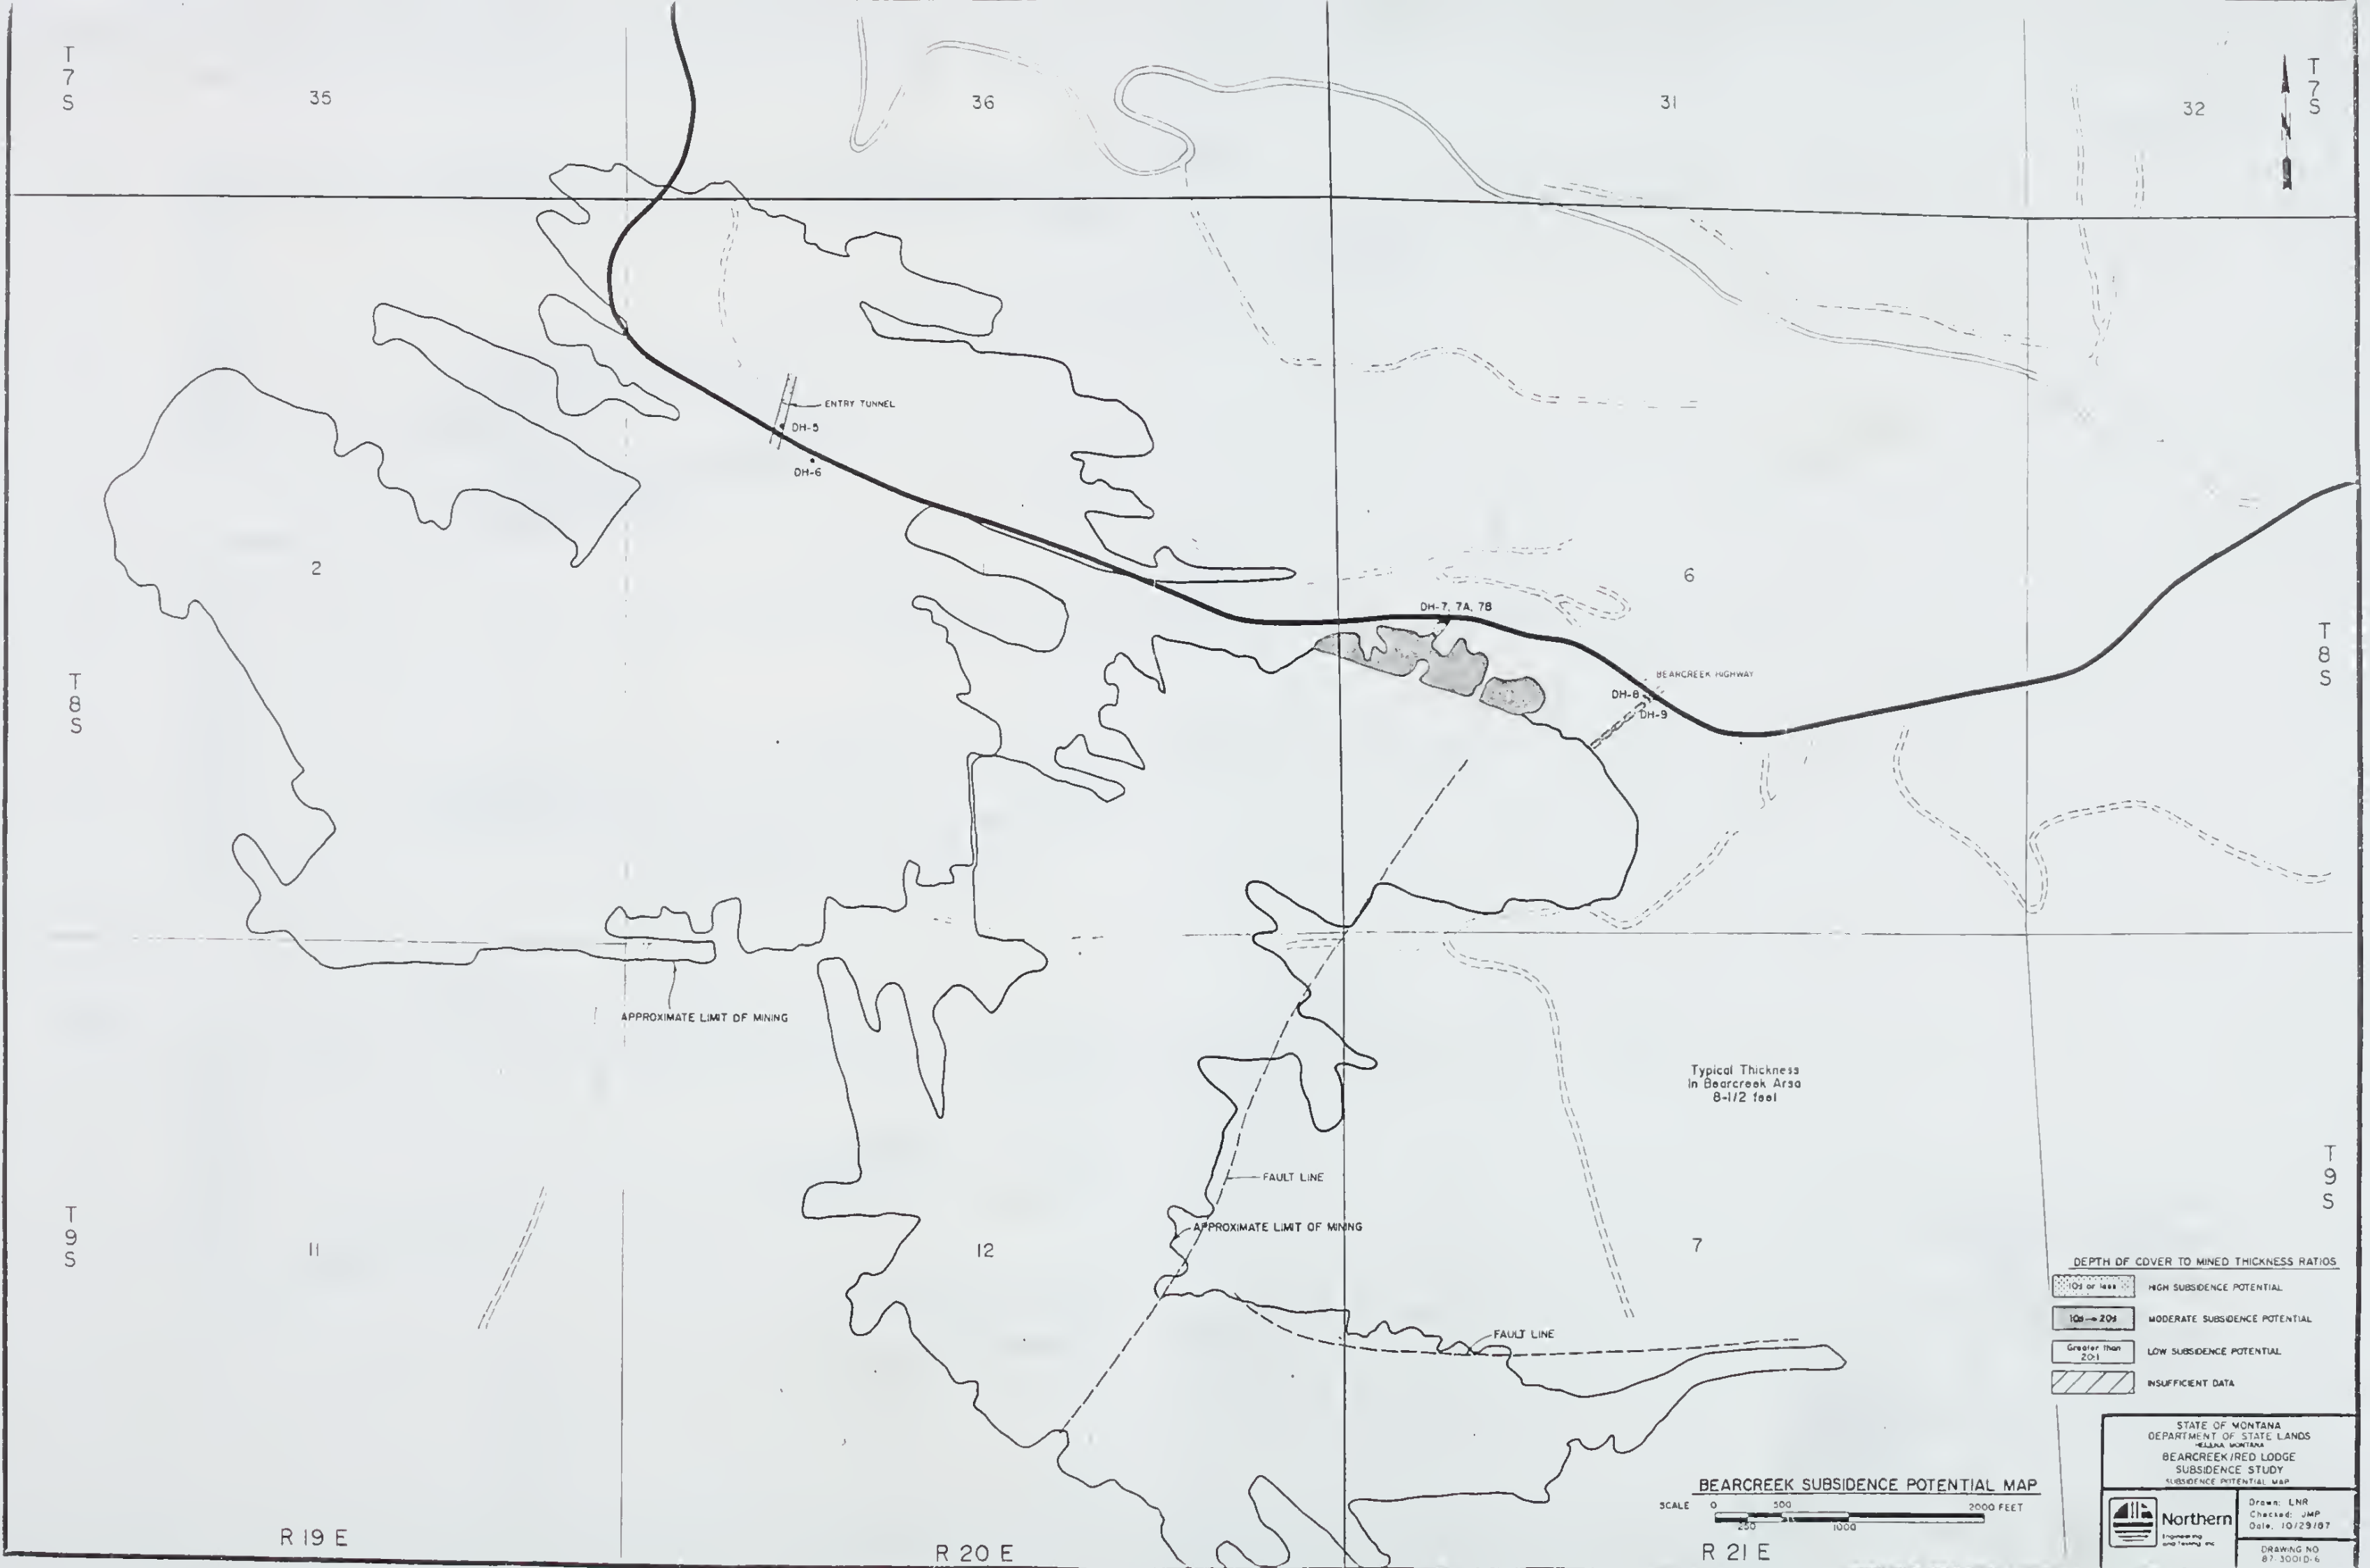 T
7
S
35
36
31
32
T
7
S
ENTRY TUNNEL
DH-5
DH-6
2
1
6
DH-7, 7A, 7B
BEARCREEK HIGHWAY
DH-8
DH-9
T
8
S
T
8
S
APPROXIMATE LIMIT OF MINING
Typical Thickness
In Bearcreek Area
8-1/2 feet
FAULT LINE
APPROXIMATE LIMIT OF MINING
T
9
S
11
12
7
T
9
S
FAULT LINE
DEPTH OF COVER TO MINED THICKNESS RATIOS
10:1 or less
HIGH SUBSIDENCE POTENTIAL
10:1→20:1
MODERATE SUBSIDENCE POTENTIAL
Greater than
20:1
LOW SUBSIDENCE POTENTIAL
INSUFFICIENT DATA
BEARCREEK SUBSIDENCE POTENTIAL MAP
SCALE 0 500 2000 FEET
250 1000
R 19 E
R 20 E
R 21 E
STATE OF MONTANA
DEPARTMENT OF STATE LANDS
HELENA MONTANA
BEARCREEK/RED LODGE
SUBSIDENCE STUDY
SUBSIDENCE POTENTIAL MAP
Northern
Engineering
and Testing Inc
Drawn: LNR
Checked: JMP
Date: 10/29/87
DRAWING NO
87-3001D-6